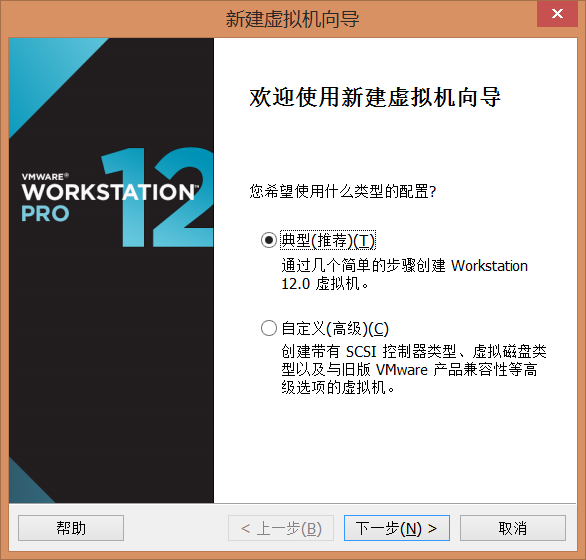 新建虚拟机向导
VMWARE®
WORKSTATION™
PRO 12
欢迎使用新建虚拟机向导
您希望使用什么类型的配置?
典型(推荐)(T)
通过几个简单的步骤创建 Workstation
12.0 虚拟机。
自定义(高级)(C)
创建带有 SCSI 控制器类型、虚拟磁盘类
型以及与旧版 VMware 产品兼容性等高
级选项的虚拟机。
帮助
< 上一步(B)
下一步(N) >
取消